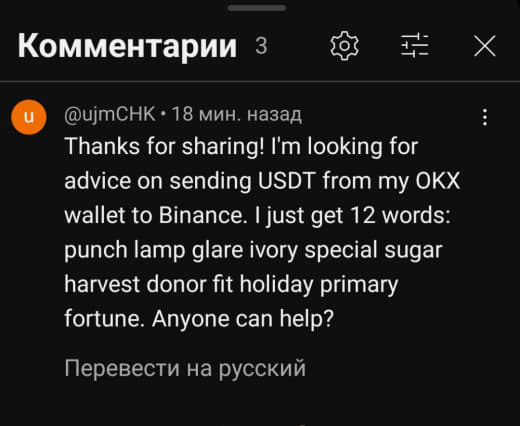 Комментарии 3
u
@ujmCHK • 18 мин. назад
Thanks for sharing! I'm looking for
advice on sending USDT from my OKX
wallet to Binance. I just get 12 words:
punch lamp glare ivory special sugar
harvest donor fit holiday primary
fortune. Anyone can help?
Перевести на русский